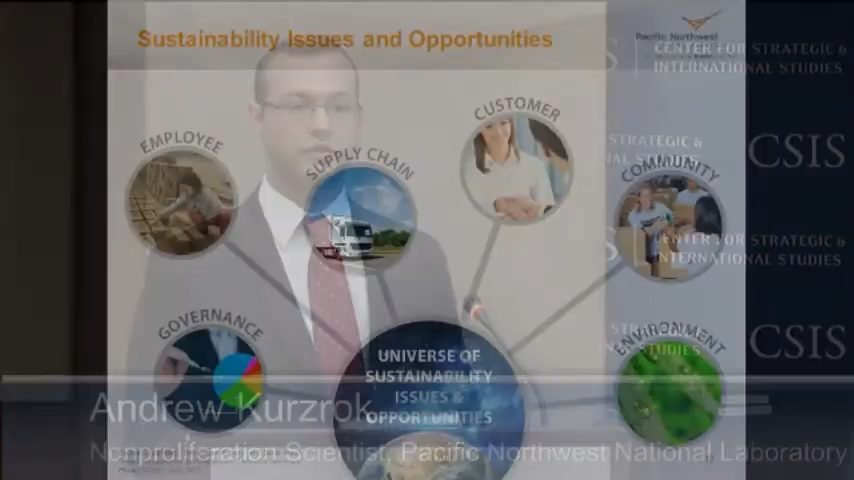 Sustainability Issues and Opportunities
Pacific Northwest
CENTER FOR STRATEGIC &
INTERNATIONAL STUDIES
CUSTOMER
EMPLOYEE
SUPPLY CHAIN
STRATEGIC &
CSIS
COMMUNITY
CENTER FOR STRATEGIC &
INTERNATIONAL STUDIES
GOVERNANCE
ENVIRONMENT
STUDIES
CSIS
UNIVERSE OF
SUSTAINABILITY
ISSUES &
OPPORTUNITIES
Andrew Kurzrok
Nonproliferation Scientist, Pacific Northwest National Laboratory